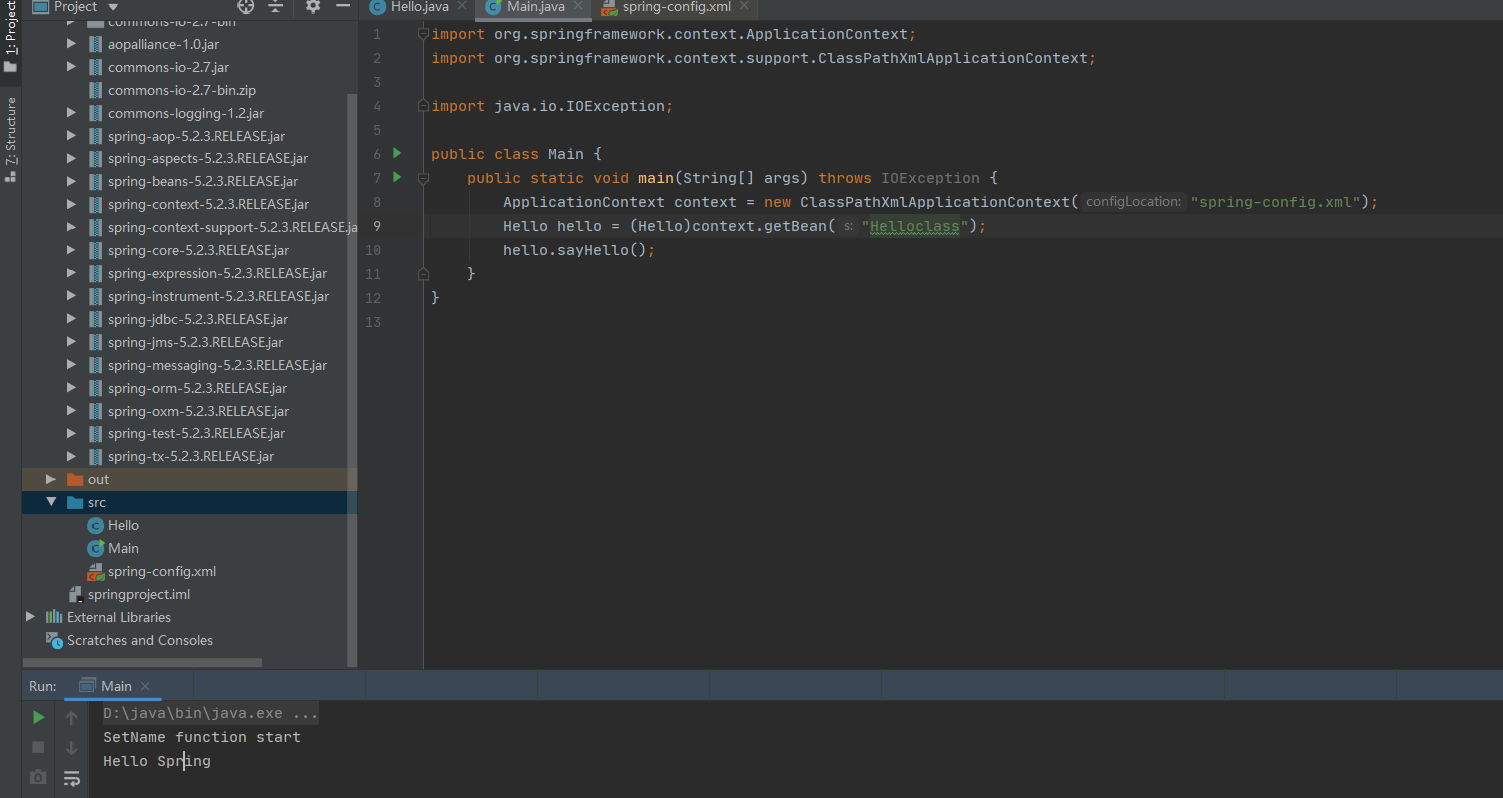 1: Project
7: Structure
Project
commons-io-2.7-bin
aopalliance-1.0.jar
commons-io-2.7.jar
commons-io-2.7-bin.zip
commons-logging-1.2.jar
spring-aop-5.2.3.RELEASE.jar
spring-aspects-5.2.3.RELEASE.jar
spring-beans-5.2.3.RELEASE.jar
spring-context-5.2.3.RELEASE.jar
spring-context-support-5.2.3.RELEASE.ja
spring-core-5.2.3.RELEASE.jar
spring-expression-5.2.3.RELEASE.jar
spring-instrument-5.2.3.RELEASE.jar
spring-jdbc-5.2.3.RELEASE.jar
spring-jms-5.2.3.RELEASE.jar
spring-messaging-5.2.3.RELEASE.jar
spring-orm-5.2.3.RELEASE.jar
spring-oxm-5.2.3.RELEASE.jar
spring-test-5.2.3.RELEASE.jar
spring-tx-5.2.3.RELEASE.jar
out
src
Hello
Main
spring-config.xml
springproject.iml
External Libraries
Scratches and Consoles
Hello.java
Main.java
spring-config.xml
1 import org.springframework.context.ApplicationContext;
2 import org.springframework.context.support.ClassPathXmlApplicationContext;
3
4 import java.io.IOException;
5
6 public class Main {
7 public static void main(String[] args) throws IOException {
8 ApplicationContext context = new ClassPathXmlApplicationContext( configLocation: "spring-config.xml");
9 Hello hello = (Hello)context.getBean( s: "Helloclass");
10 hello.sayHello();
11 }
12 }
13
Run: Main
D:\java\bin\java.exe ...
SetName function start
Hello Spring